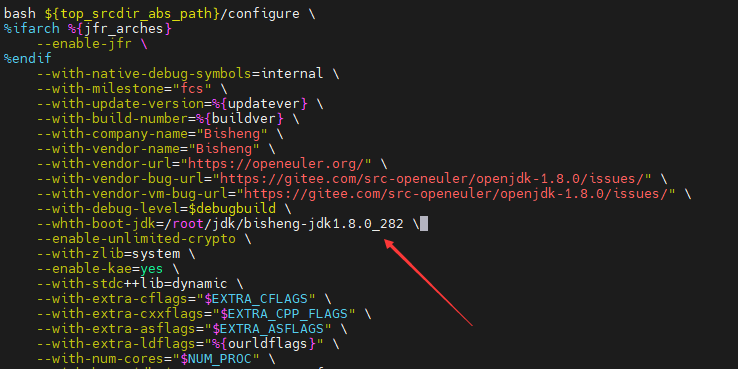 bash ${top_srcdir_abs_path}/configure \
%ifarch %{jfr_arches}
--enable-jfr \
%endif
--with-native-debug-symbols=internal \
--with-milestone="fcs" \
--with-update-version=%{updatever} \
--with-build-number=%{buildver} \
--with-company-name="Bisheng" \
--with-vendor-name="Bisheng" \
--with-vendor-url="https://openeuler.org/" \
--with-vendor-bug-url="https://gitee.com/src-openeuler/openjdk-1.8.0/issues/" \
--with-vendor-vm-bug-url="https://gitee.com/src-openeuler/openjdk-1.8.0/issues/" \
--with-debug-level=$debugbuild \
--whth-boot-jdk=/root/jdk/bisheng-jdk1.8.0_282 \
--enable-unlimited-crypto \
--with-zlib=system \
--enable-kae=yes \
--with-stdc++lib=dynamic \
--with-extra-cflags="$EXTRA_CFLAGS" \
--with-extra-cxxflags="$EXTRA_CPP_FLAGS" \
--with-extra-asflags="$EXTRA_ASFLAGS" \
--with-extra-ldflags="%{ourldflags}" \
--with-num-cores="$NUM_PROC" \